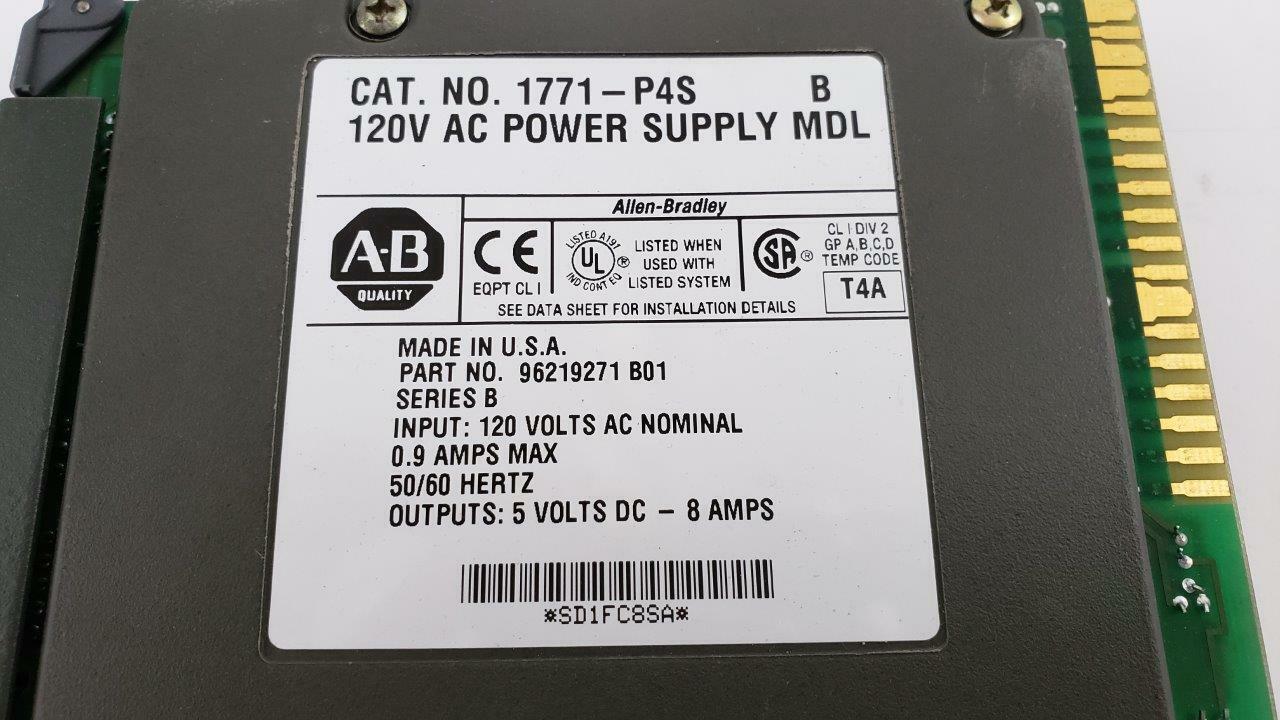 CAT. NO. 1771-P4S B
120V AC POWER SUPPLY MDL
Allen-Bradley
A-B
QUALITY
CE
EQPT CL I
LISTED A197
UL
®
IND CONT EQ
LISTED WHEN
USED WITH
LISTED SYSTEM
SA
®
CL I DIV 2
GP A,B,C,D
TEMP CODE
T4A
SEE DATA SHEET FOR INSTALLATION DETAILS
MADE IN U.S.A.
PART NO. 96219271 B01
SERIES B
INPUT: 120 VOLTS AC NOMINAL
0.9 AMPS MAX
50/60 HERTZ
OUTPUTS: 5 VOLTS DC - 8 AMPS
*SD1FC8SA*